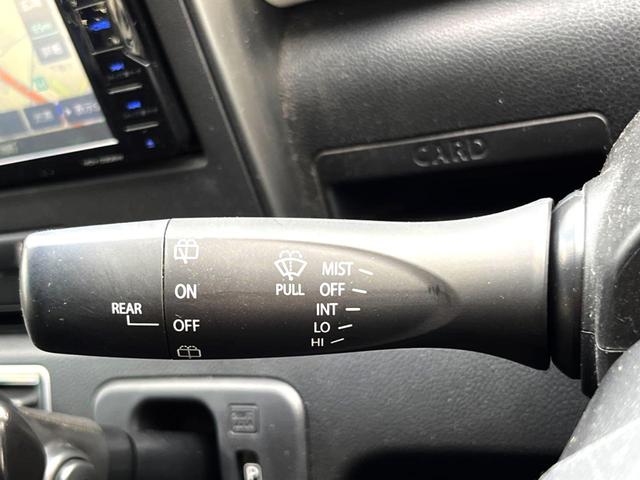 CARD
MIST
OFF
PULL
INT
LO
HI
ON
REAR
OFF
P